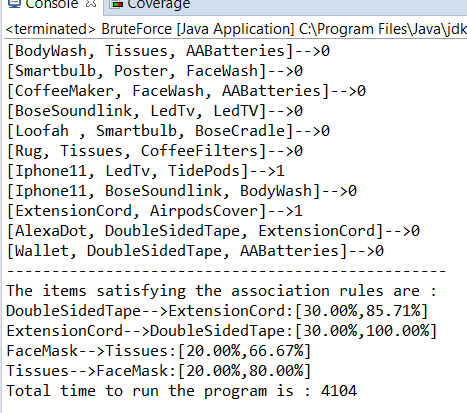 Console Coverage
<terminated> BruteForce [Java Application] C:\Program Files\Java\jdk
[BodyWash, Tissues, AABatteries]-->0
[Smartbulb, Poster, FaceWash]-->0
[CoffeeMaker, FaceWash, AABatteries]-->0
[BoseSoundlink, LedTv, LedTV]-->0
[Loofah , Smartbulb, BoseCradle]-->0
[Rug, Tissues, CoffeeFilters]-->0
[Iphone11, LedTv, TidePods]-->1
[Iphone11, BoseSoundlink, BodyWash]-->0
[ExtensionCord, AirpodsCover]-->1
[AlexaDot, DoubleSidedTape, ExtensionCord]-->0
[Wallet, DoubleSidedTape, AABatteries]-->0
------------------------------------------------
The items satisfying the association rules are :
DoubleSidedTape-->ExtensionCord:[30.00%,85.71%]
ExtensionCord-->DoubleSidedTape:[30.00%,100.00%]
FaceMask-->Tissues:[20.00%,66.67%]
Tissues-->FaceMask:[20.00%,80.00%]
Total time to run the program is : 4104